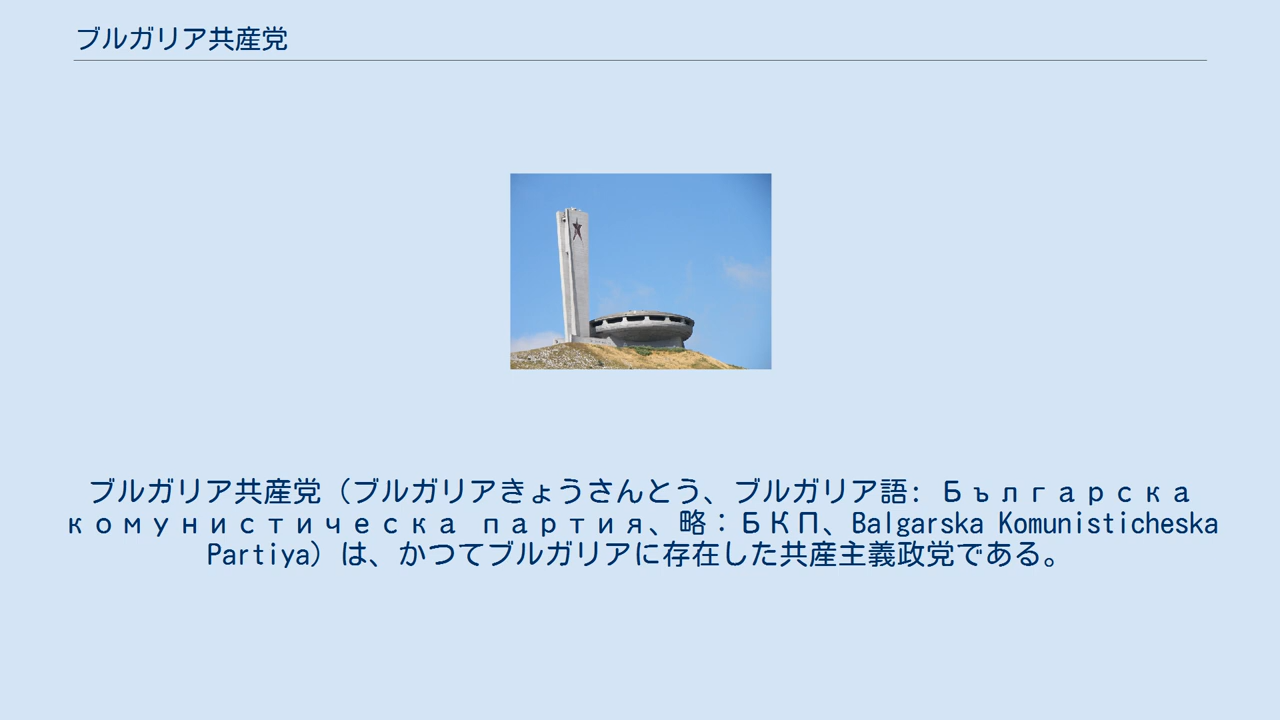 ブルガリア共産党
ブルガリア共産党（ブルガリアきょうさんとう、ブルガリア語: Българска
комунистическа партия、略：БКП、Balgarska Komunisticheska
Partiya）は、かつてブルガリアに存在した共産主義政党である。